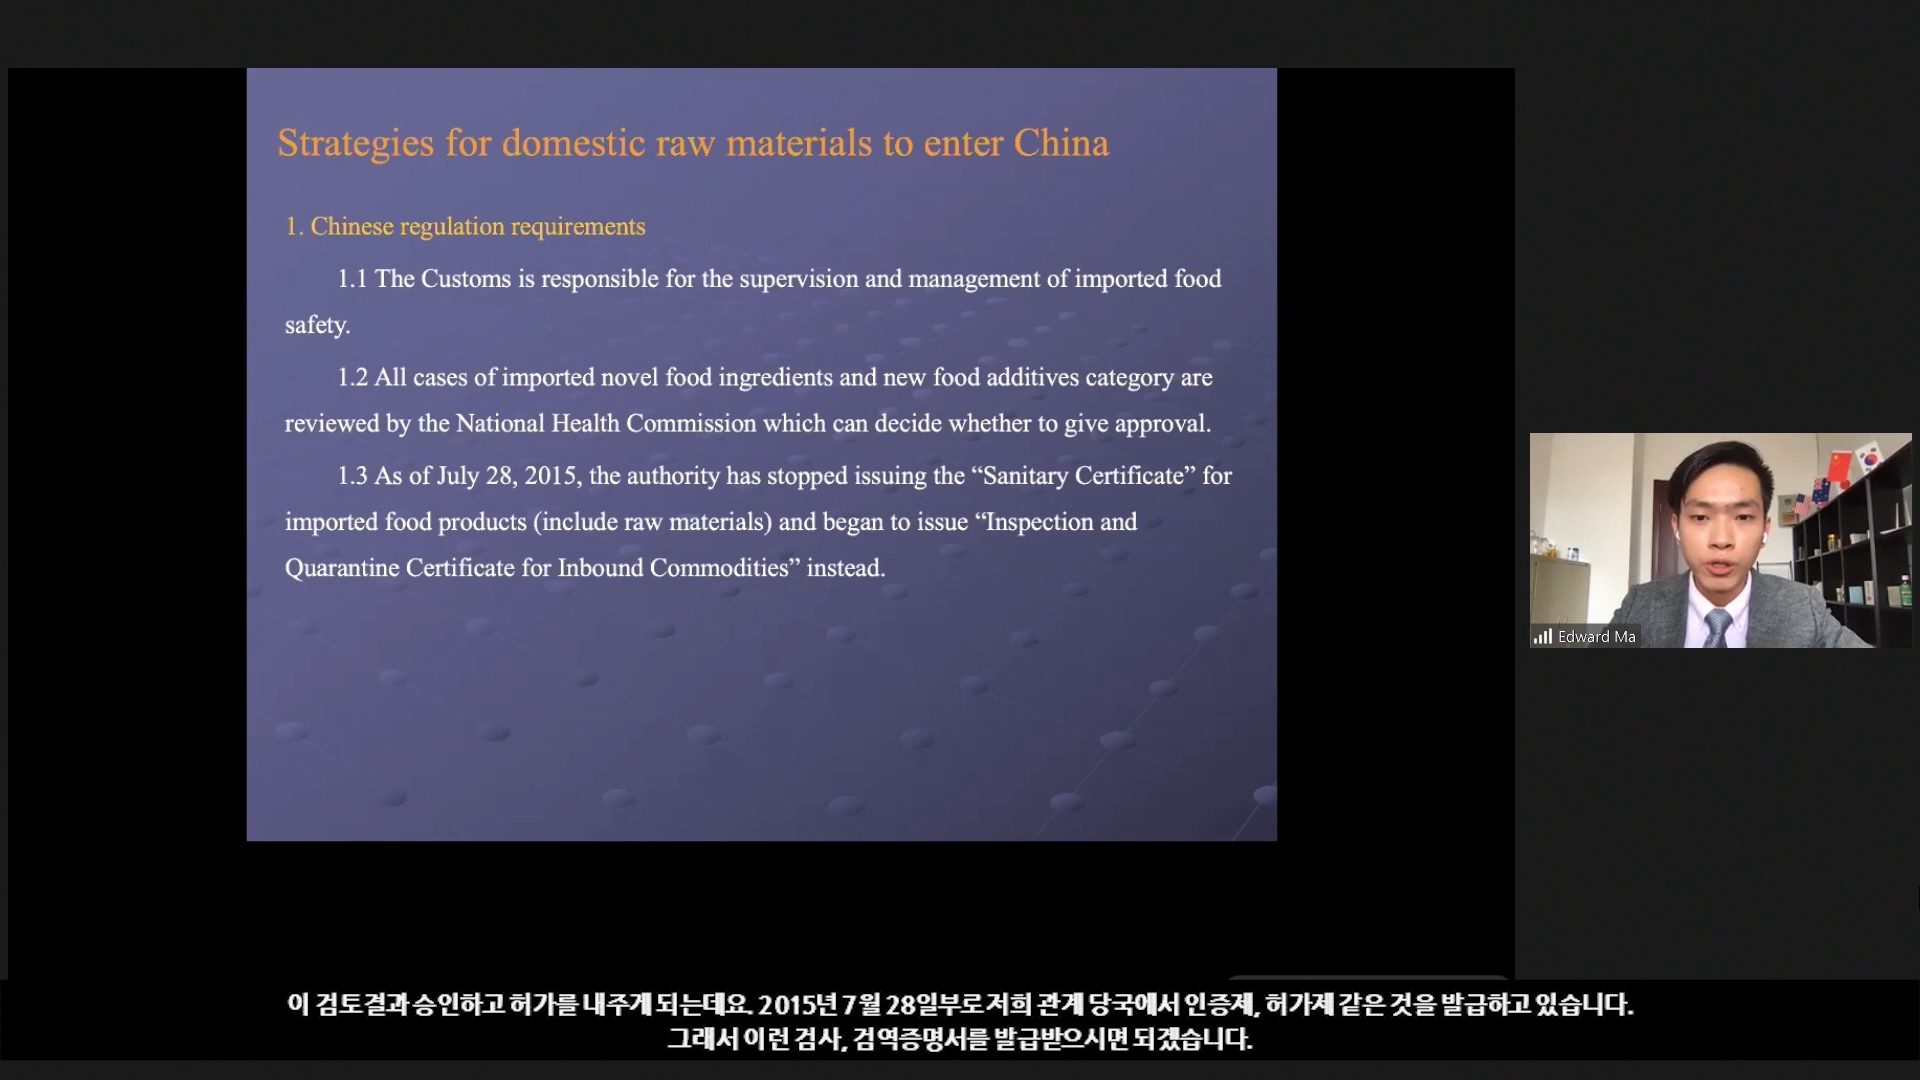 Strategies for domestic raw materials to enter China
1. Chinese regulation requirements
1.1 The Customs is responsible for the supervision and management of imported food
safety.
1.2 All cases of imported novel food ingredients and new food additives category are
reviewed by the National Health Commission which can decide whether to give approval.
1.3 As of July 28, 2015, the authority has stopped issuing the “Sanitary Certificate” for
imported food products (include raw materials) and began to issue “Inspection and
Quarantine Certificate for Inbound Commodities” instead.
Edward Ma
이 검토결과 승인하고 허가를 내주게 되는데요. 2015년 7월 28일부로 저희 관계 당국에서 인증제, 허가제 같은 것을 발급하고 있습니다.
그래서 이런 검사, 검역증명서를 발급받으시면 되겠습니다.